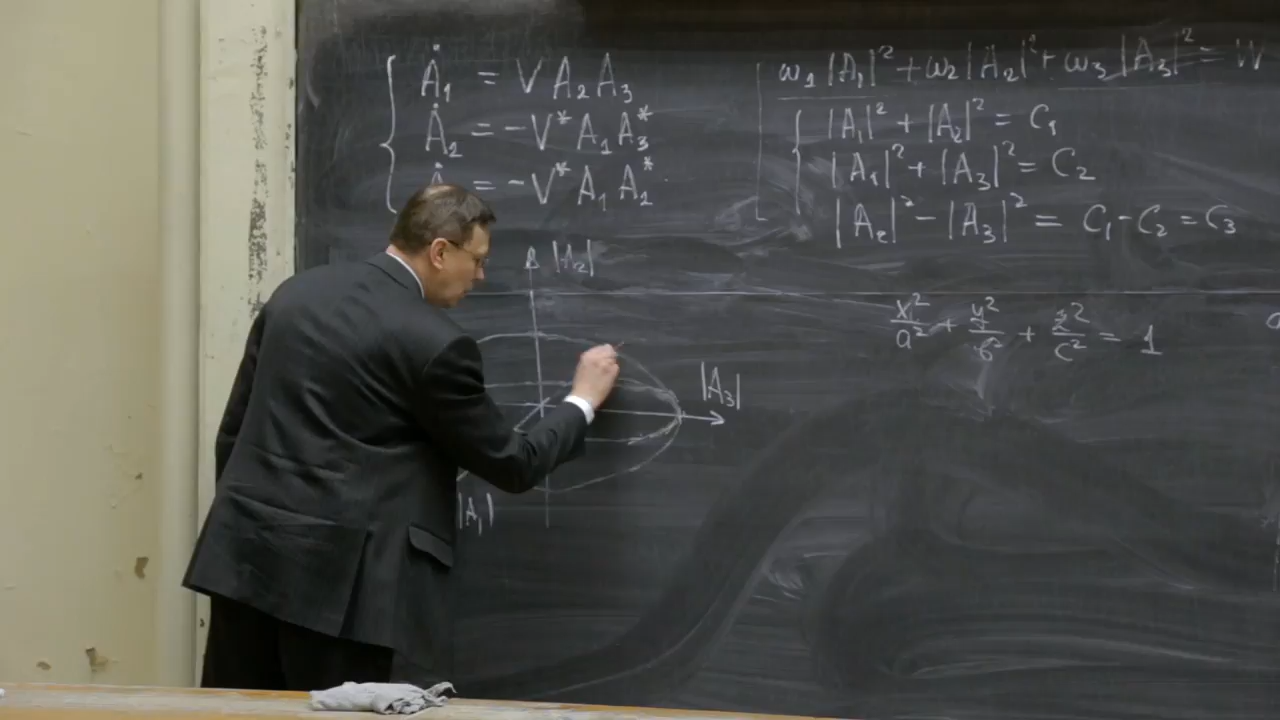 Ȧ₁ = V A₂ A₃
Ȧ₂ = -V* A₁ A₃*
= -V* A₁ A₂*
ω₁ |A₁|² + ω₂ |A₂|² + ω₃ |A₃|² = W
|A₁|² + |A₂|² = C₁
|A₁|² + |A₃|² = C₂
|A₂|² - |A₃|² = C₁ - C₂ = C₃
|A₂|
x²/a² + y²/b² + z²/c² = 1
|A₃|
|A₁|